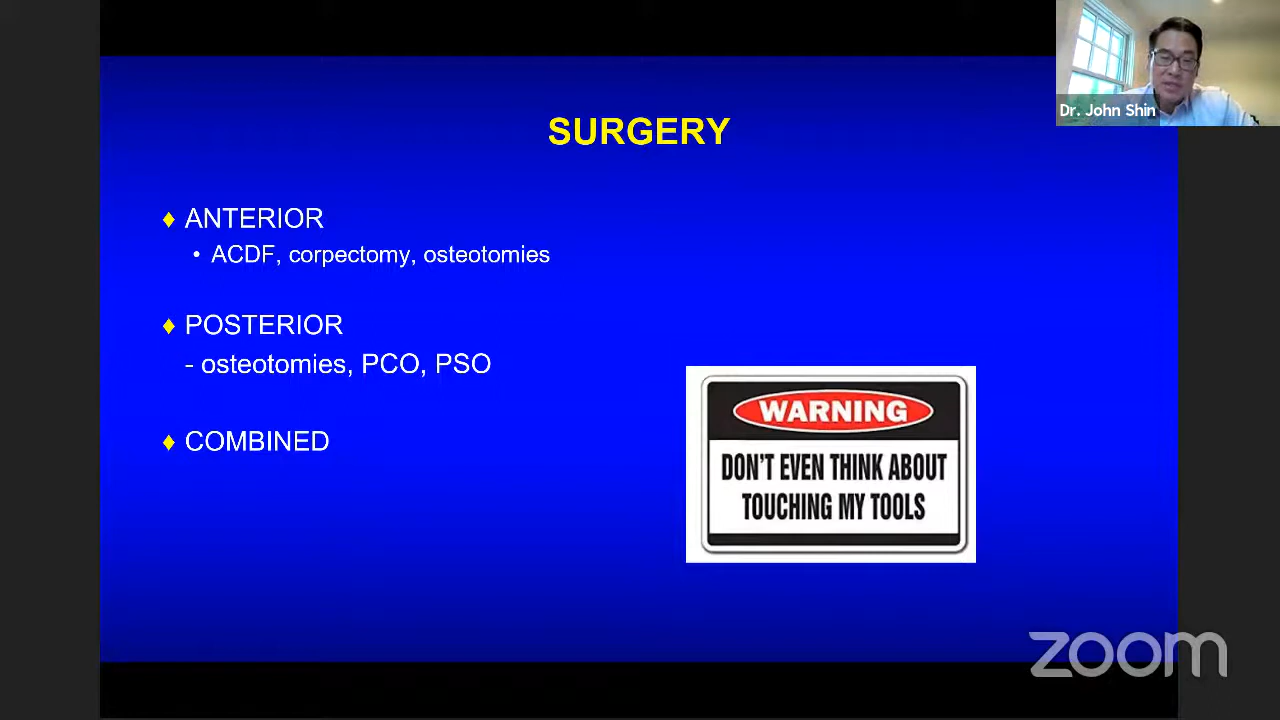 Dr. John Shin
SURGERY
♦ ANTERIOR
• ACDF, corpectomy, osteotomies
♦ POSTERIOR
- osteotomies, PCO, PSO
♦ COMBINED
WARNING
DON'T EVEN THINK ABOUT
TOUCHING MY TOOLS
zoom